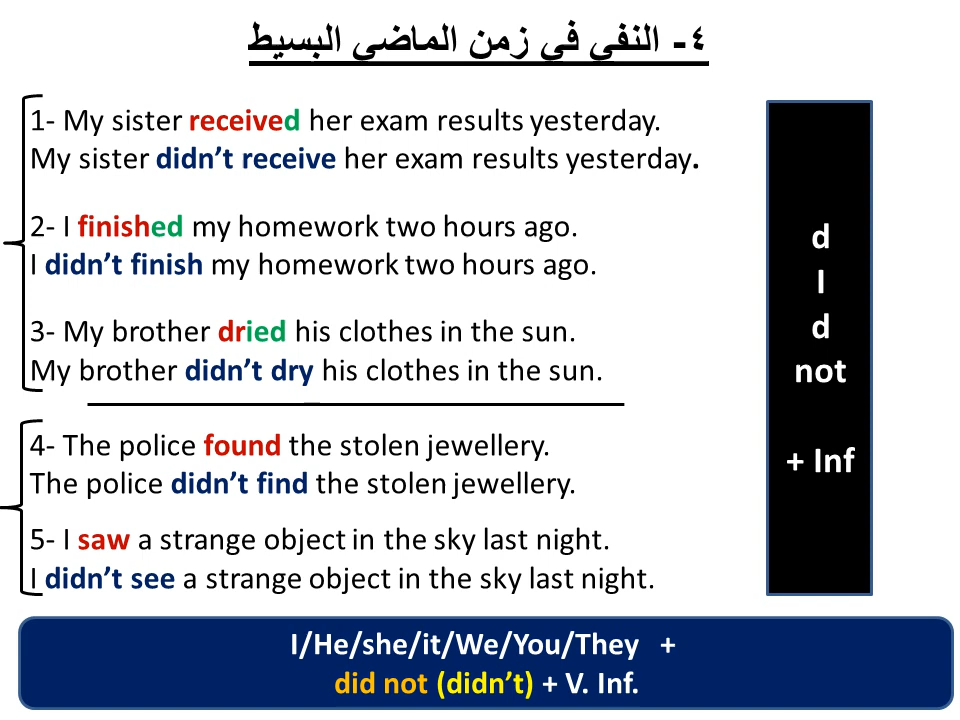 ٤- النفي في زمن الماضي البسيط
1- My sister received her exam results yesterday.
My sister didn’t receive her exam results yesterday.
2- I finished my homework two hours ago.
I didn’t finish my homework two hours ago.
3- My brother dried his clothes in the sun.
My brother didn’t dry his clothes in the sun.
4- The police found the stolen jewellery.
The police didn’t find the stolen jewellery.
5- I saw a strange object in the sky last night.
I didn’t see a strange object in the sky last night.
d
I
d
not
+ Inf
I/He/she/it/We/You/They +
did not (didn’t) + V. Inf.